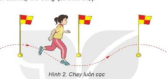 Hình 2. Chạy luồn cọc